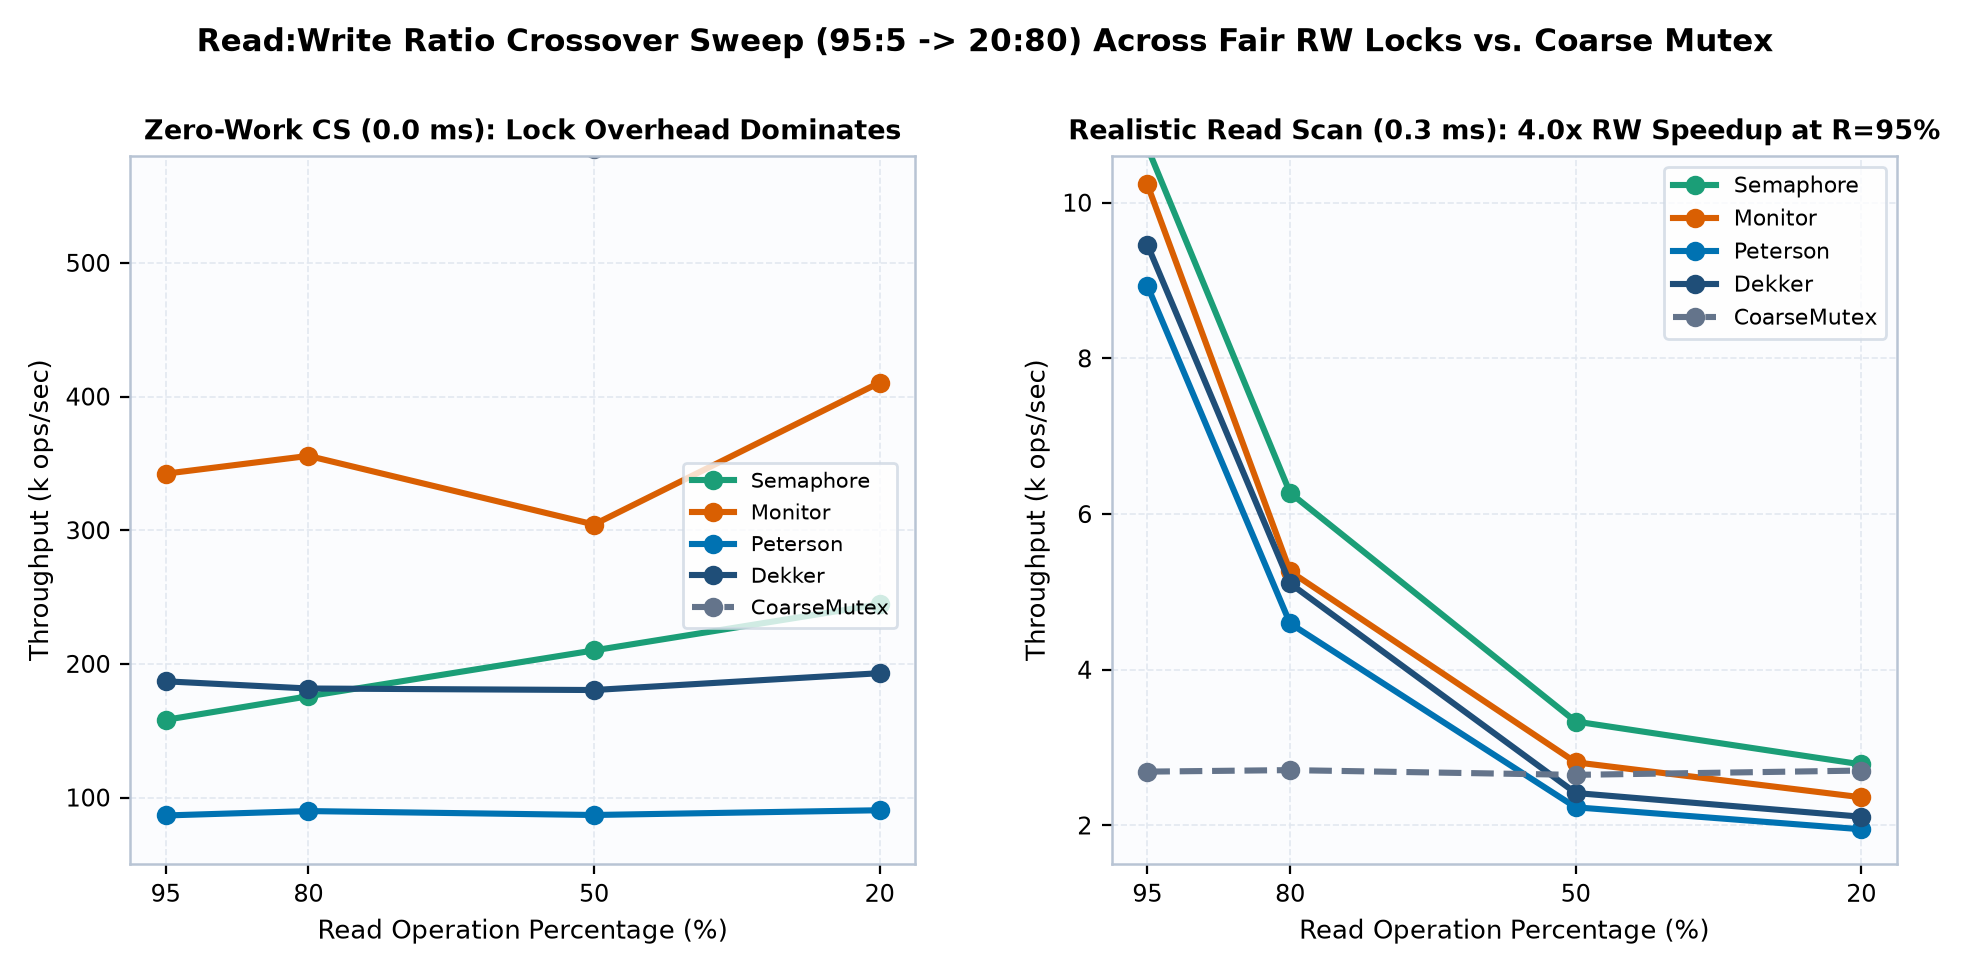 Read:Write Ratio Crossover Sweep (95:5 -> 20:80) Across Fair RW Locks vs. Coarse Mutex
Zero-Work CS (0.0 ms): Lock Overhead Dominates
Throughput (k ops/sec)
500
400
300
200
100
Semaphore
Monitor
Peterson
Dekker
CoarseMutex
95
80
50
20
Read Operation Percentage (%)
Realistic Read Scan (0.3 ms): 4.0x RW Speedup at R=95%
Throughput (k ops/sec)
10
8
6
4
2
Semaphore
Monitor
Peterson
Dekker
CoarseMutex
95
80
50
20
Read Operation Percentage (%)